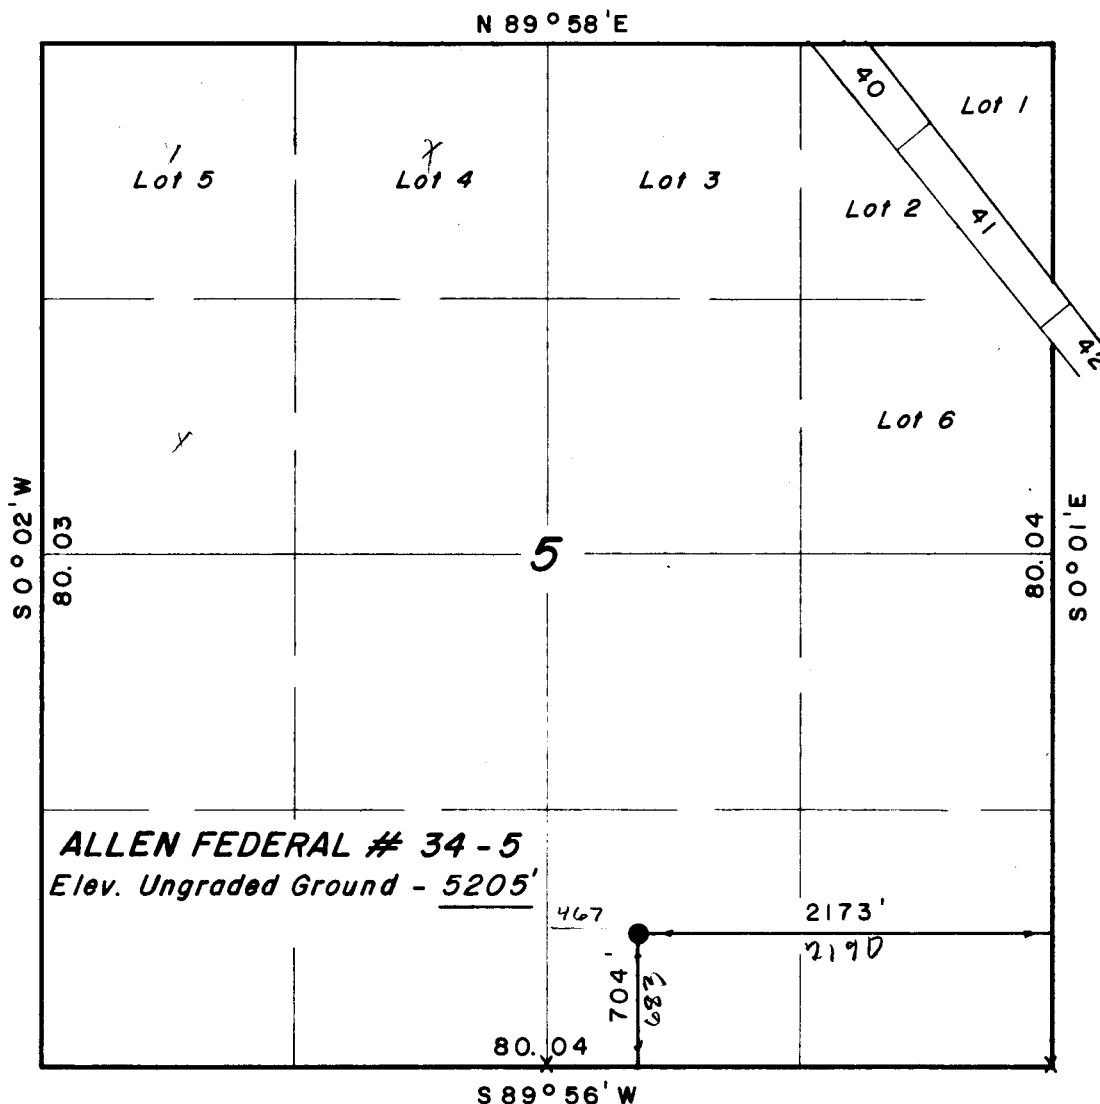 N 89° 58' E
40
Lot 1
Lot 5
Lot 4
Lot 3
Lot 2
41
42
Lot 6
S 0° 02' W
80.03
5
80.04
S 0° 01' E
ALLEN FEDERAL # 34-5
Elev. Ungraded Ground - 5205'
467
2173'
2190
704'
683
80.04
S 89° 56' W